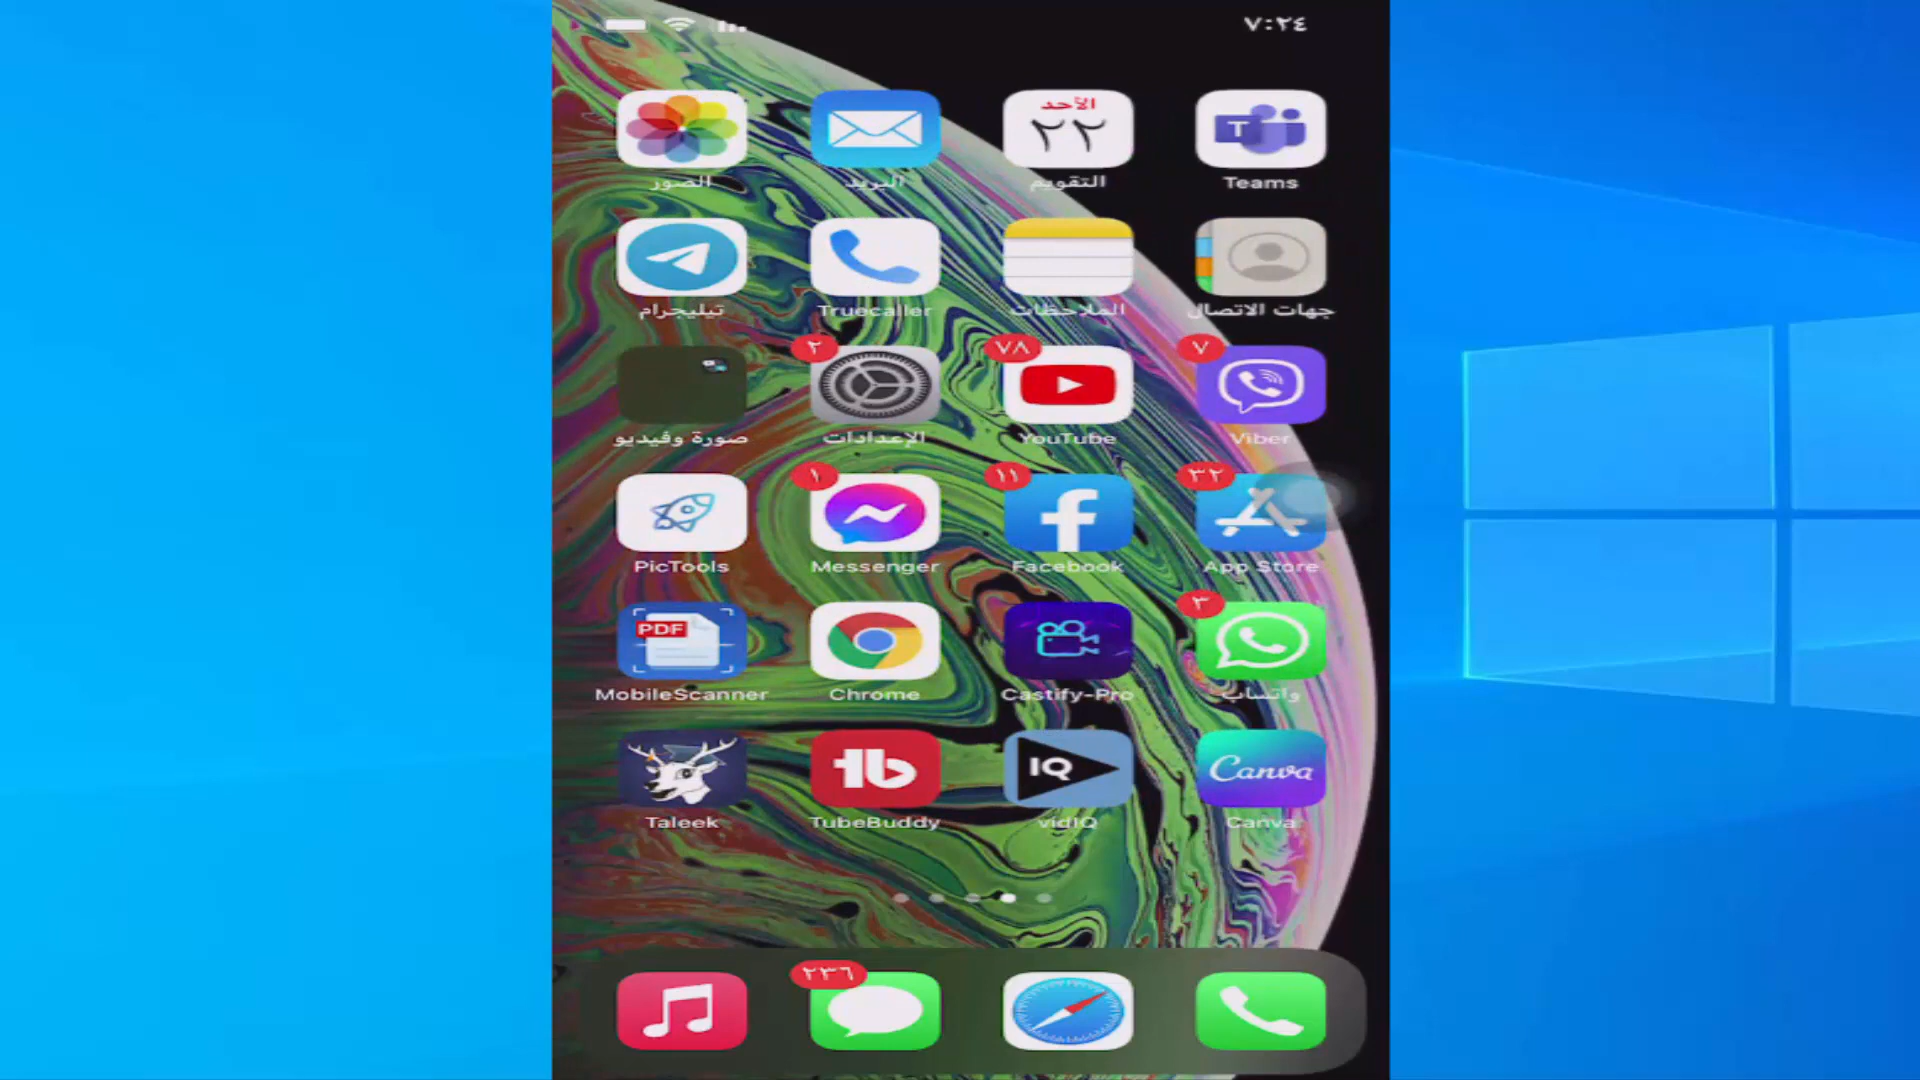 ٧:٢٤
الأحد
٢٢
T
Teams
التقويم
البريد
الصور
جهات الاتصال
الملاحظات
Truecaller
تيليجرام
٧
٧٨
٢
Viber
YouTube
الإعدادات
صورة وفيديو
٣٢
١١
١
App Store
Facebook
Messenger
PicTools
٣
PDF
واتساب
Castify-Pro
Chrome
MobileScanner
Canva
IQ
tb
Canva
vidIQ
TubeBuddy
Taleek
٢٣٦